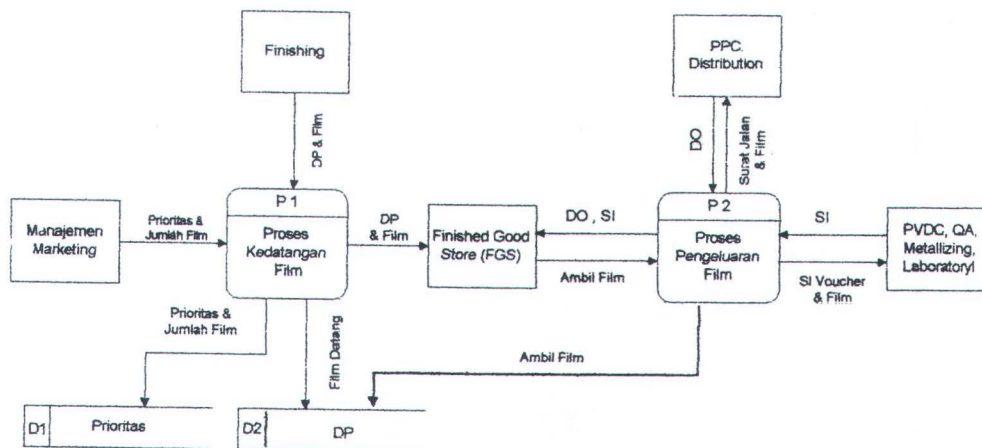 Finishing
PPC.
Distribution
DP & Film
DO
Surat Jalan
& Film
P 1
P 2
Manajemen
Marketing
Prioritas &
Jumlah Film
Proses
Kedatangan
Film
DP
& Film
Finished Good
Store (FGS)
DO , SI
Ambil Film
Proses
Pengeluaran
Film
SI
SI Voucher
& Film
PVDC, QA,
Metallizing,
Laboratoryl
Prioritas &
Jumlah Film
Film Datang
Ambil Film
D1
Prioritas
D2
DP